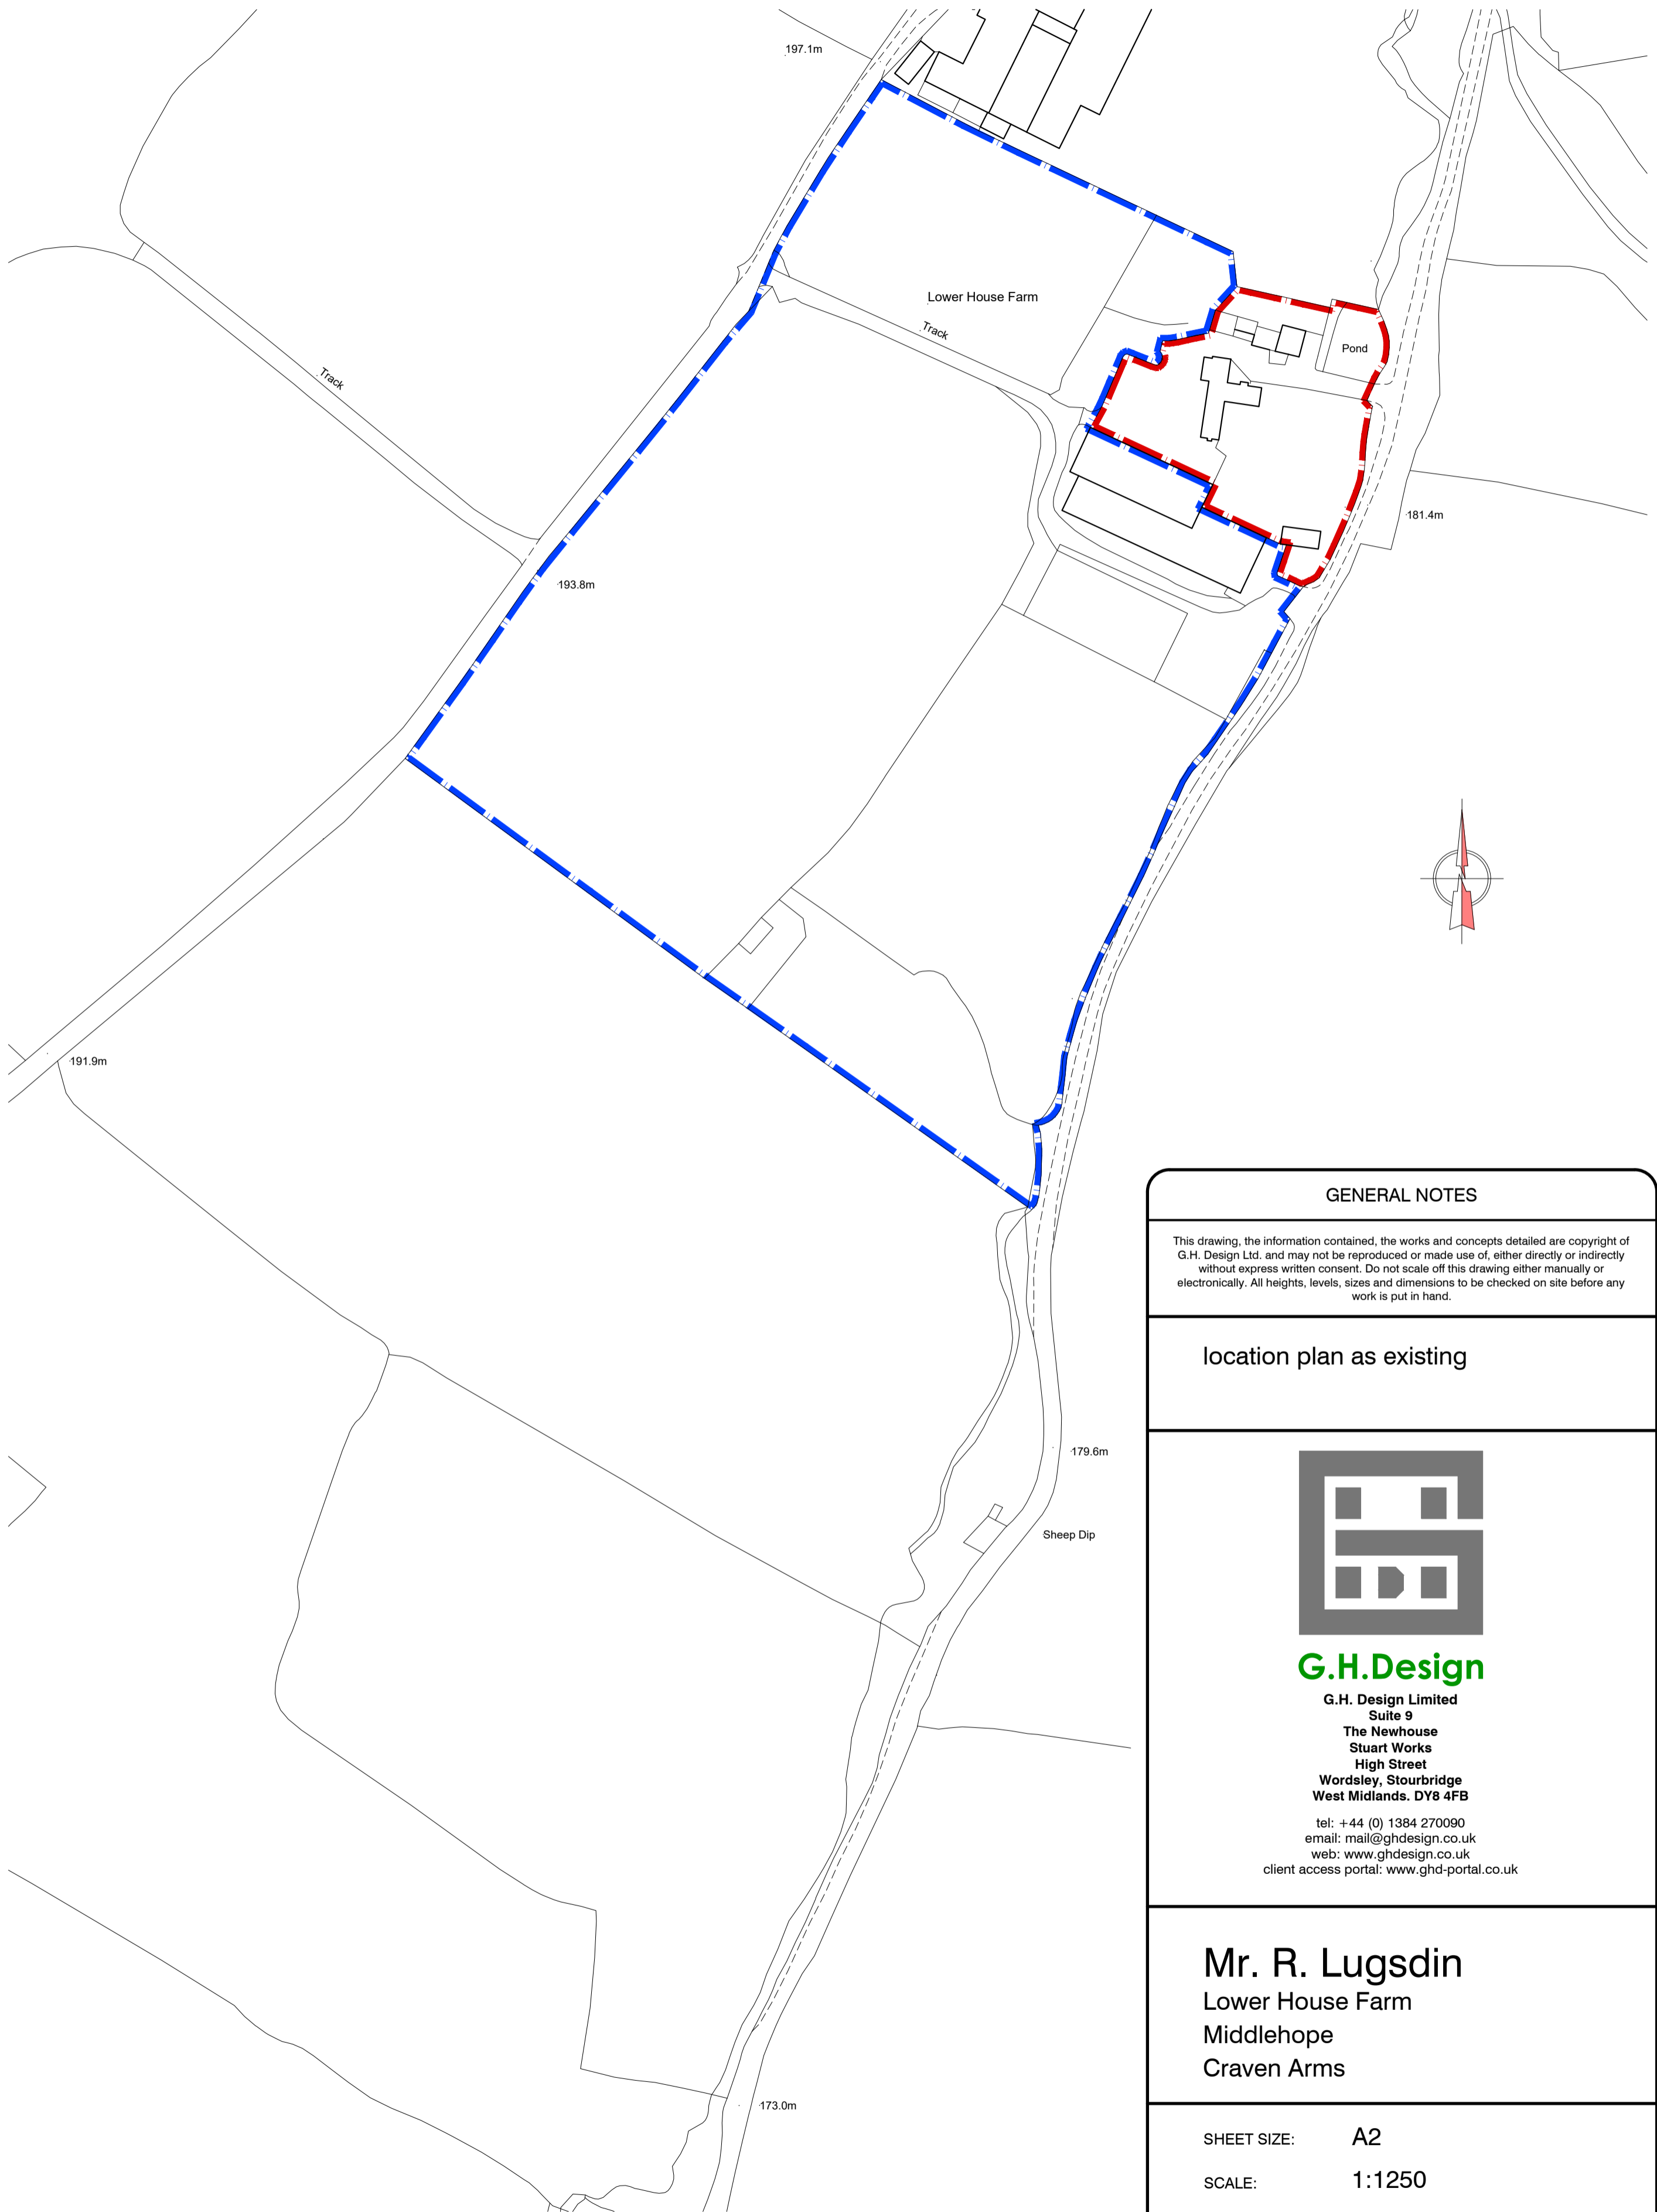 197.1m
Lower House Farm
Track
Pond
Track
181.4m
193.8m
191.9m
179.6m
Sheep Dip
173.0m
GENERAL NOTES
This drawing, the information contained, the works and concepts detailed are copyright of
G.H. Design Ltd. and may not be reproduced or made use of, either directly or indirectly
without express written consent. Do not scale off this drawing either manually or
electronically. All heights, levels, sizes and dimensions to be checked on site before any
work is put in hand.
location plan as existing
G.H.Design
G.H. Design Limited
Suite 9
The Newhouse
Stuart Works
High Street
Wordsley, Stourbridge
West Midlands. DY8 4FB
tel: +44 (0) 1384 270090
email: mail@ghdesign.co.uk
web: www.ghdesign.co.uk
client access portal: www.ghd-portal.co.uk
Mr. R. Lugsdin
Lower House Farm
Middlehope
Craven Arms
SHEET SIZE: A2
SCALE: 1:1250